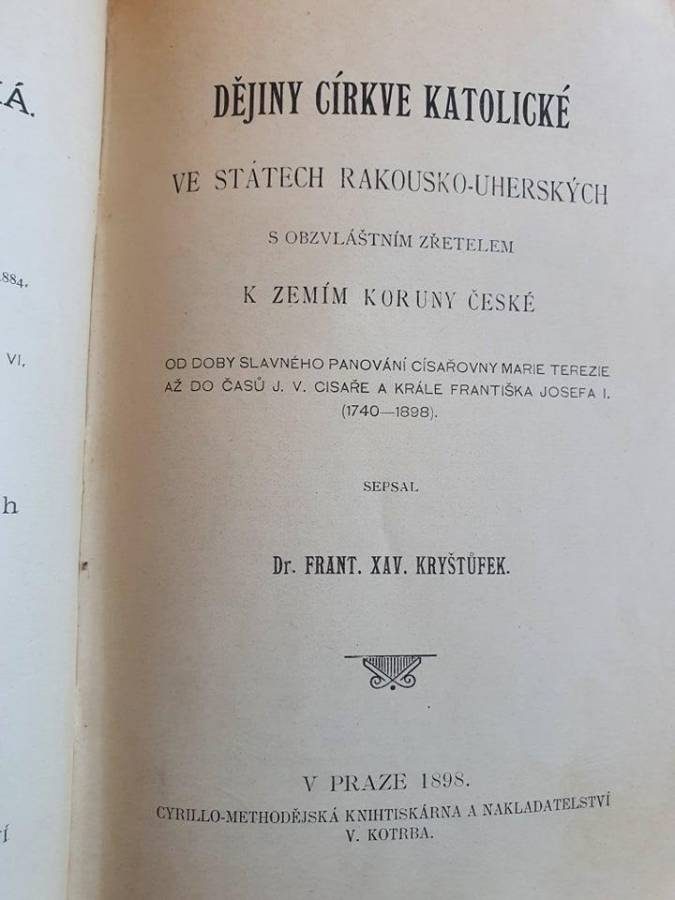 Á.
1884,
VI,
h
DĚJINY CÍRKVE KATOLICKÉ
VE STÁTECH RAKOUSKO-UHERSKÝCH
S OBZVLÁŠTNÍM ZŘETELEM
K ZEMÍM KORUNY ČESKÉ
OD DOBY SLAVNÉHO PANOVÁNÍ CÍSAŘOVNY MARIE TEREZIE
AŽ DO ČASŮ J. V. CISAŘE A KRÁLE FRANTIŠKA JOSEFA I.
(1740—1898).
SEPSAL
Dr. FRANT. XAV. KRYŠTŮFEK.
V PRAZE 1898.
CYRILLO-METHODĚJSKÁ KNIHTISKÁRNA A NAKLADATELSTVÍ
V. KOTRBA.